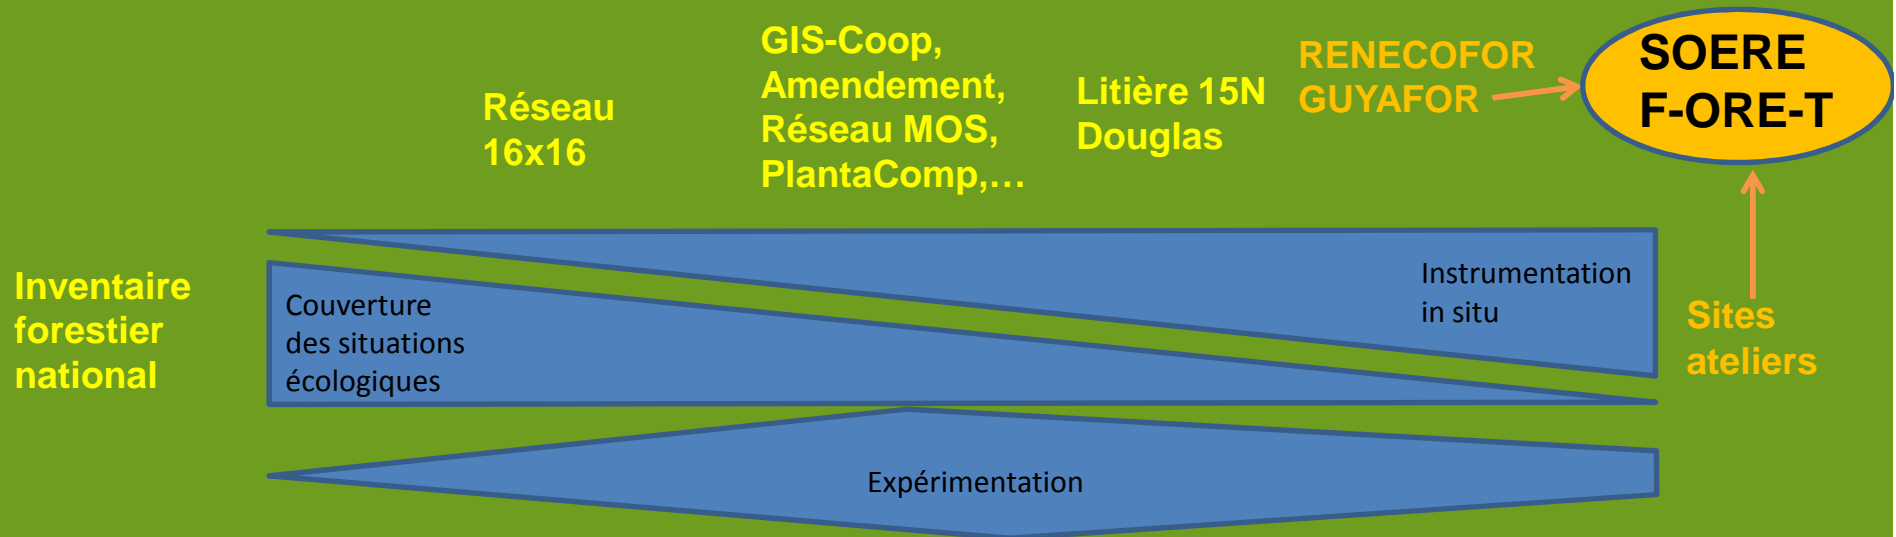 Réseau
16x16
GIS-Coop,
Amendement,
Réseau MOS,
PlantaComp,…
Litière 15N
Douglas
RENECOFOR
GUYAFOR
SOERE
F-ORE-T
Inventaire
forestier
national
Couverture
des situations
écologiques
Instrumentation
in situ
Sites
ateliers
Expérimentation